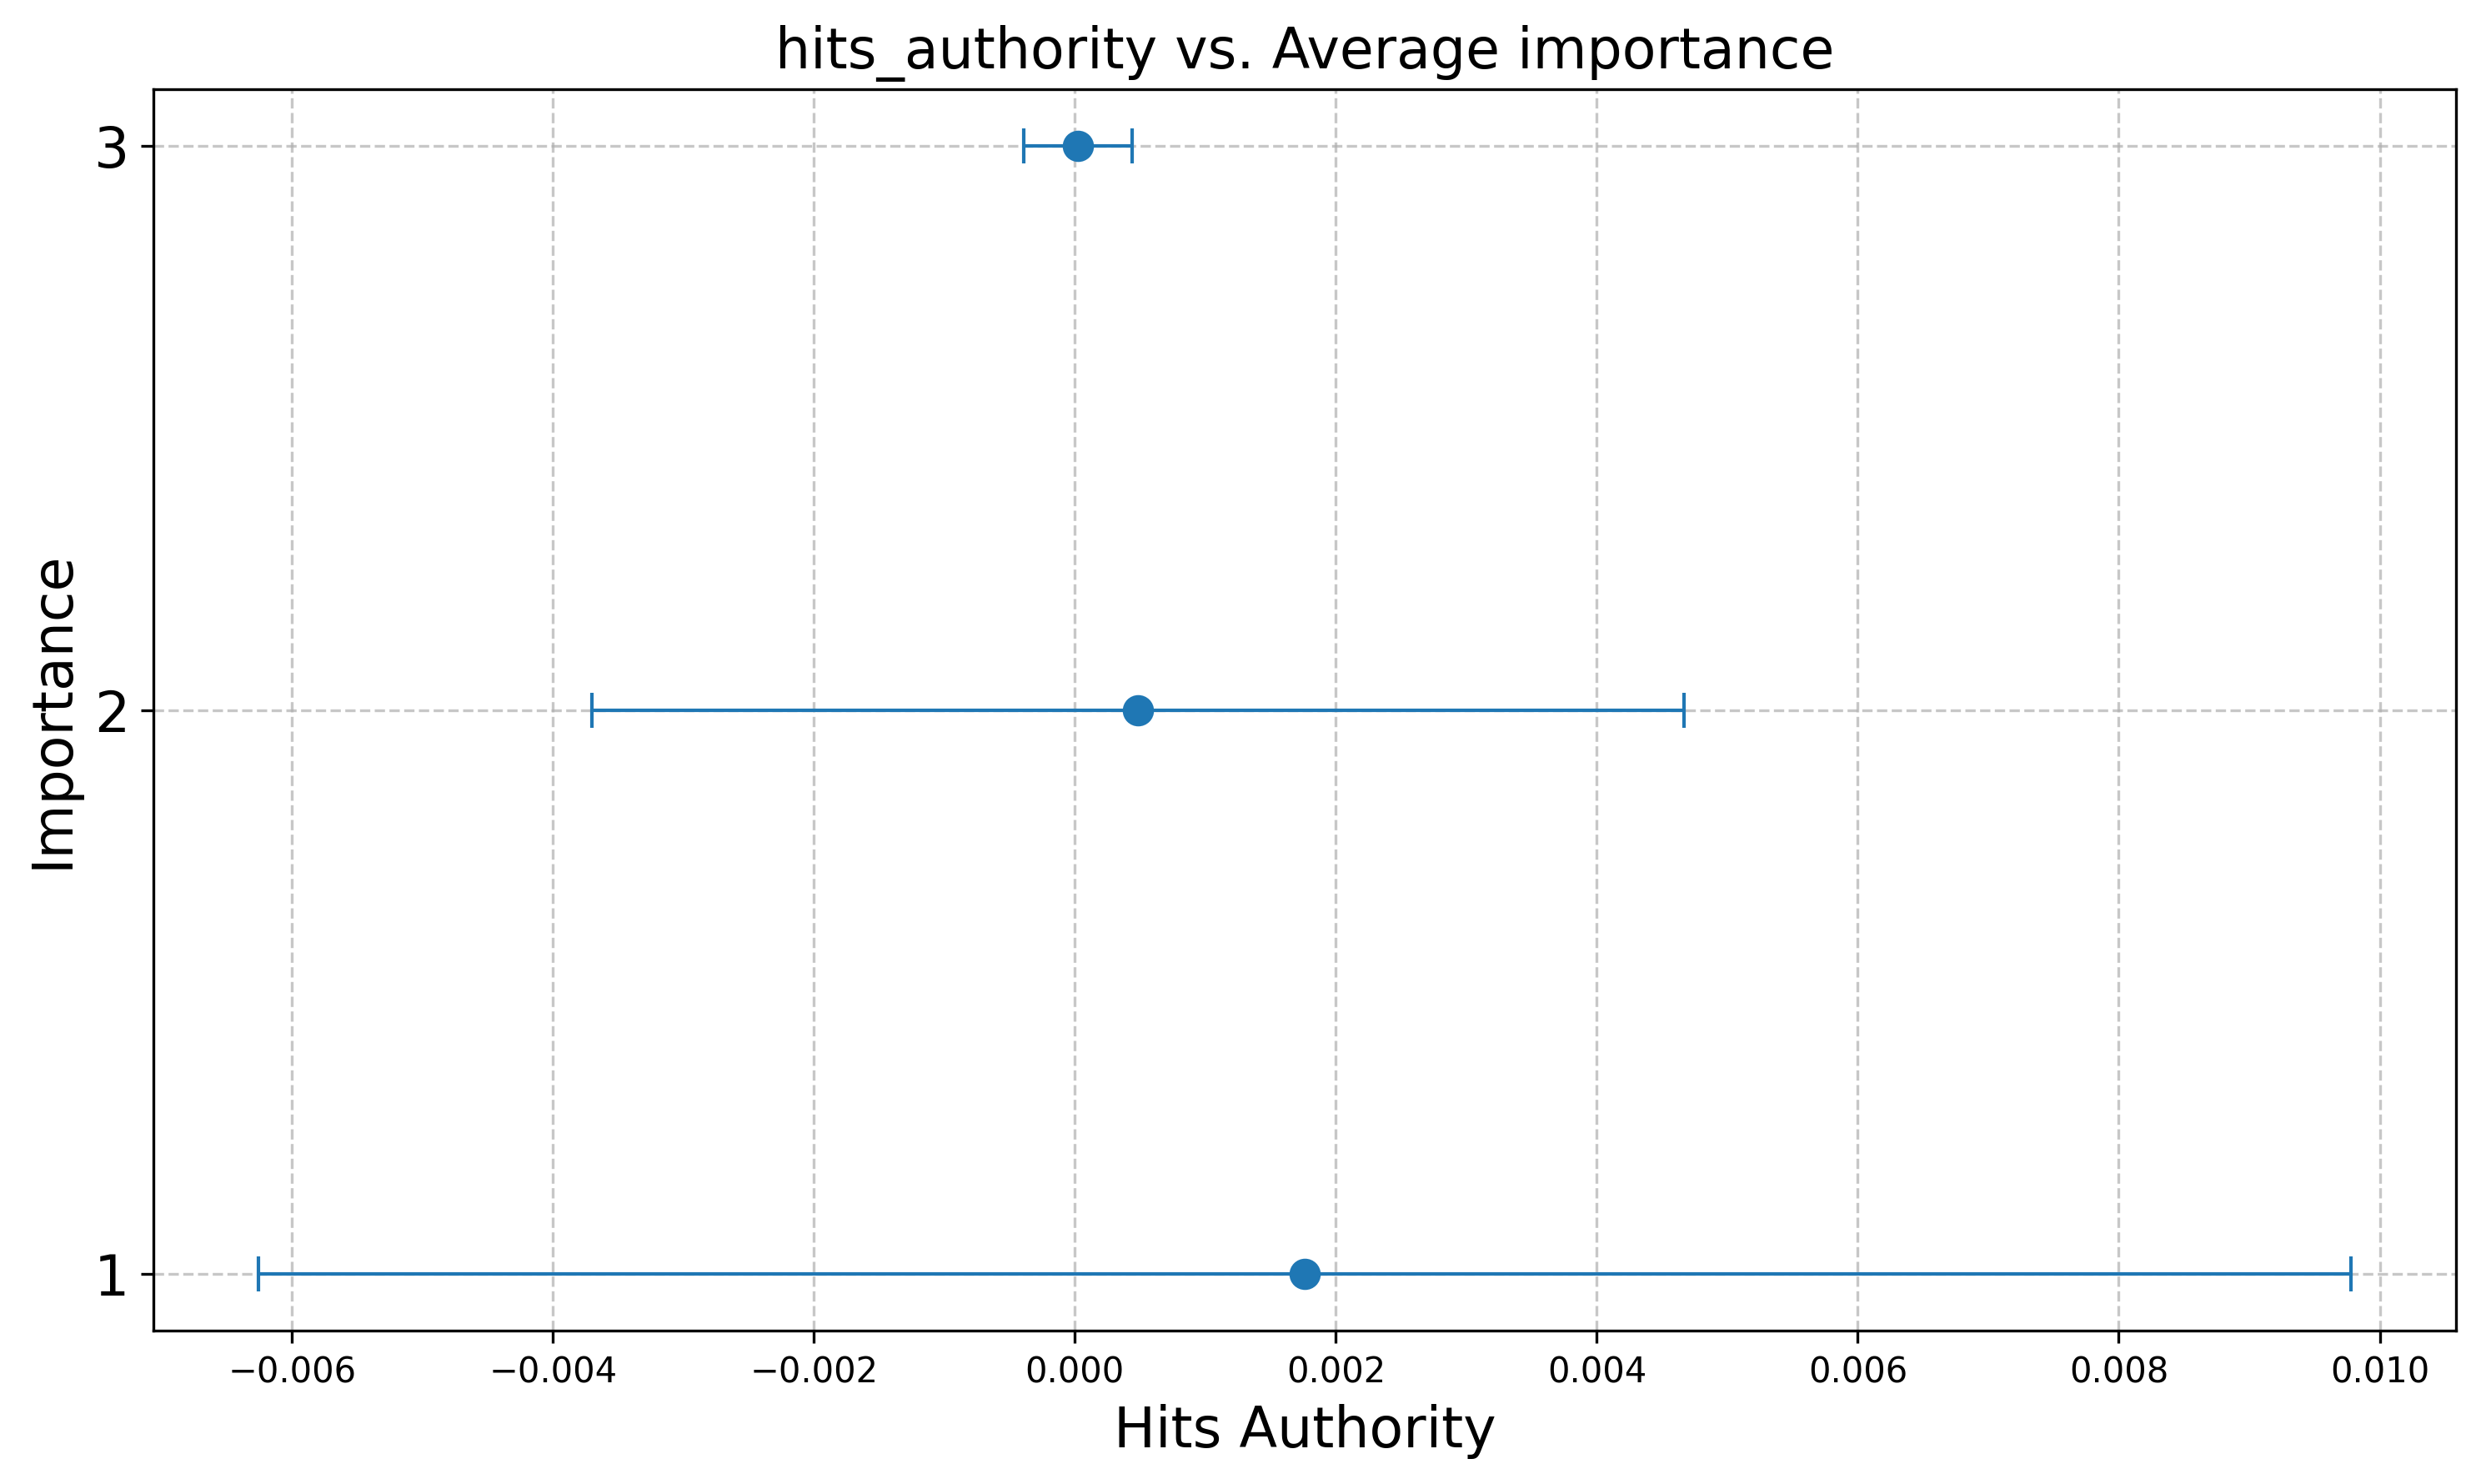 hits_authority vs. Average importance
3
2
1
Importance
−0.006 −0.004 −0.002 0.000 0.002 0.004 0.006 0.008 0.010
Hits Authority